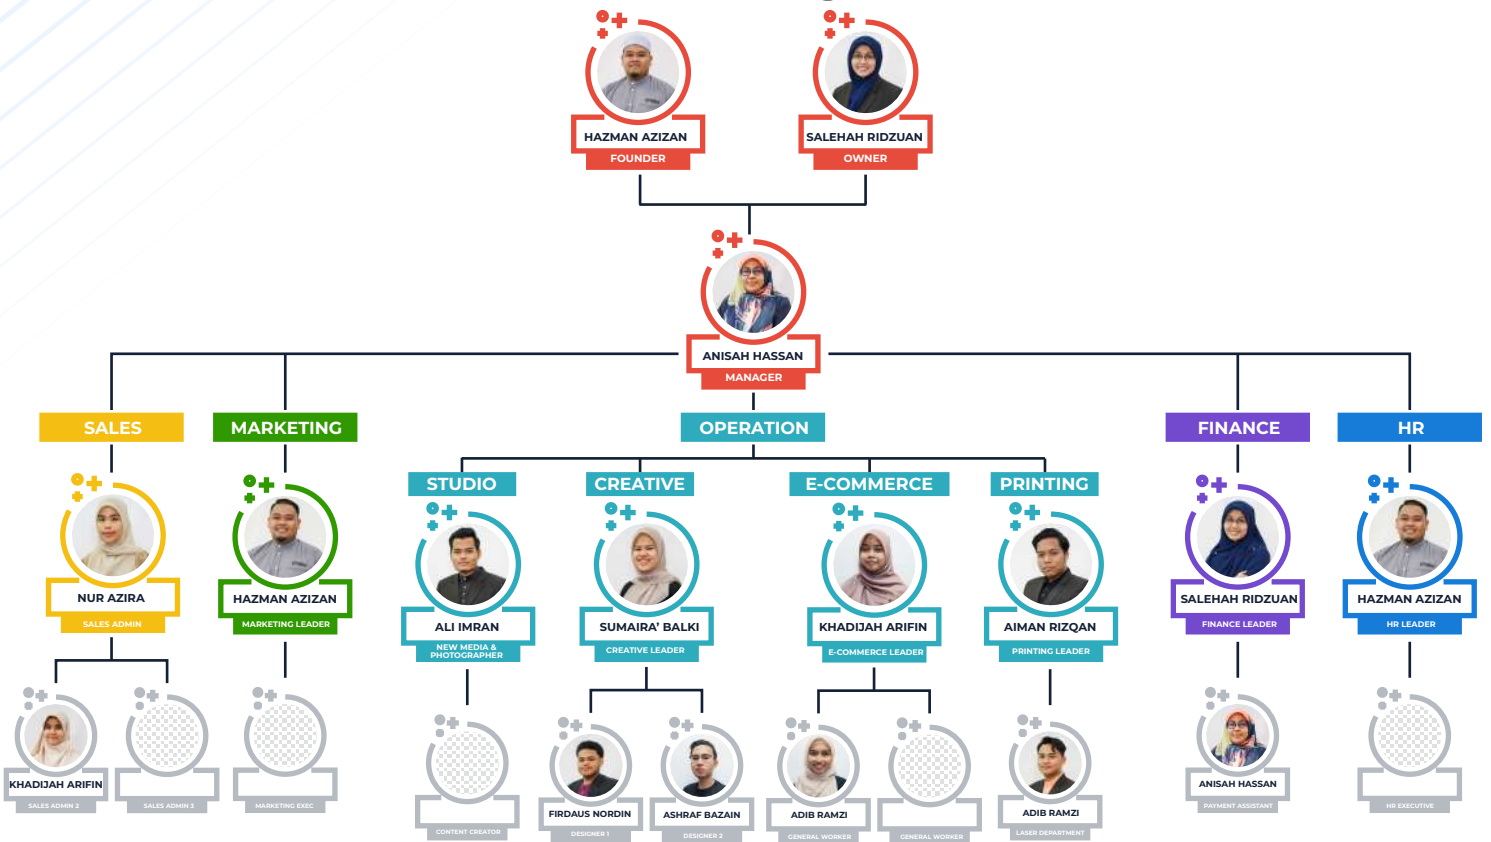 HAZMAN AZIZAN
FOUNDER
SALEHAH RIDZUAN
OWNER
ANISAH HASSAN
MANAGER
SALES
MARKETING
OPERATION
FINANCE
HR
STUDIO
CREATIVE
E-COMMERCE
PRINTING
NUR AZIRA
SALES ADMIN
HAZMAN AZIZAN
MARKETING LEADER
ALI IMRAN
NEW MEDIA &
PHOTOGRAPHER
SUMAIRA’ BALKI
CREATIVE LEADER
KHADIJAH ARIFIN
E-COMMERCE LEADER
AIMAN RIZQAN
PRINTING LEADER
SALEHAH RIDZUAN
FINANCE LEADER
HAZMAN AZIZAN
HR LEADER
KHADIJAH ARIFIN
SALES ADMIN 2
SALES ADMIN 3
MARKETING EXEC
CONTENT CREATOR
FIRDAUS NORDIN
DESIGNER 1
ASHRAF BAZAIN
DESIGNER 2
ADIB RAMZI
GENERAL WORKER
GENERAL WORKER
ADIB RAMZI
LASER DEPARTMENT
ANISAH HASSAN
PAYMENT ASSISTANT
HR EXECUTIVE